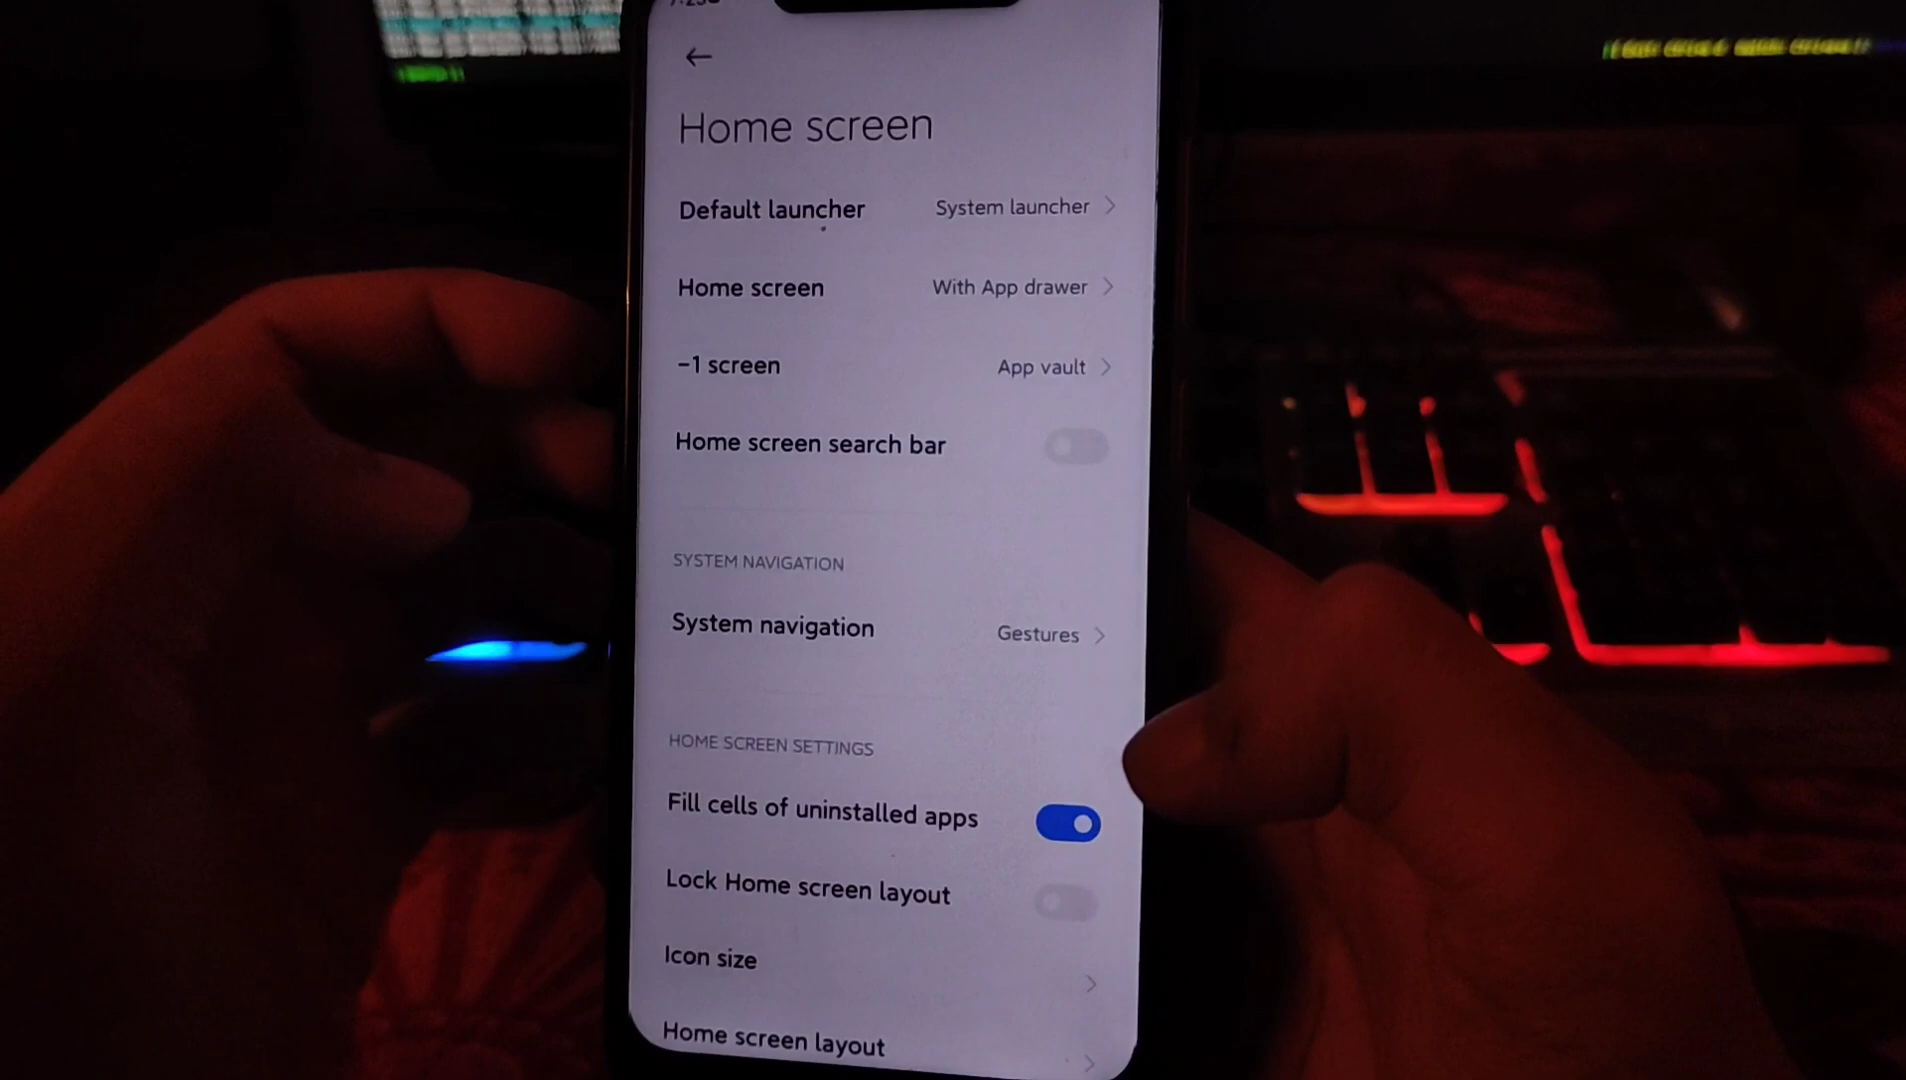 Home screen
Default launcher System launcher
Home screen With App drawer
-1 screen App vault
Home screen search bar
SYSTEM NAVIGATION
System navigation Gestures
HOME SCREEN SETTINGS
Fill cells of uninstalled apps
Lock Home screen layout
Icon size
Home screen layout